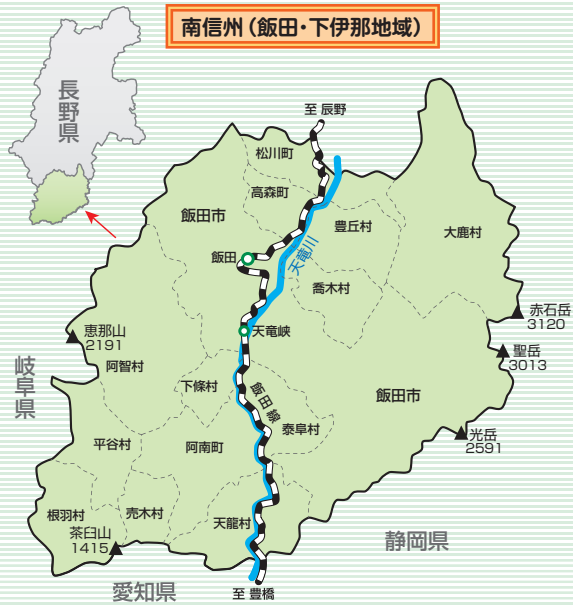 南信州（飯田・下伊那地域）
長野県
至 辰野
松川町
高森町
飯田市
豊丘村
大鹿村
飯田
天竜川
喬木村
赤石岳
3120
天竜峡
恵那山
2191
聖岳
3013
阿智村
岐阜県
下條村
飯田線
飯田市
泰阜村
光岳
2591
平谷村
阿南町
根羽村
売木村
天龍村
茶臼山
1415
静岡県
愛知県
至 豊橋